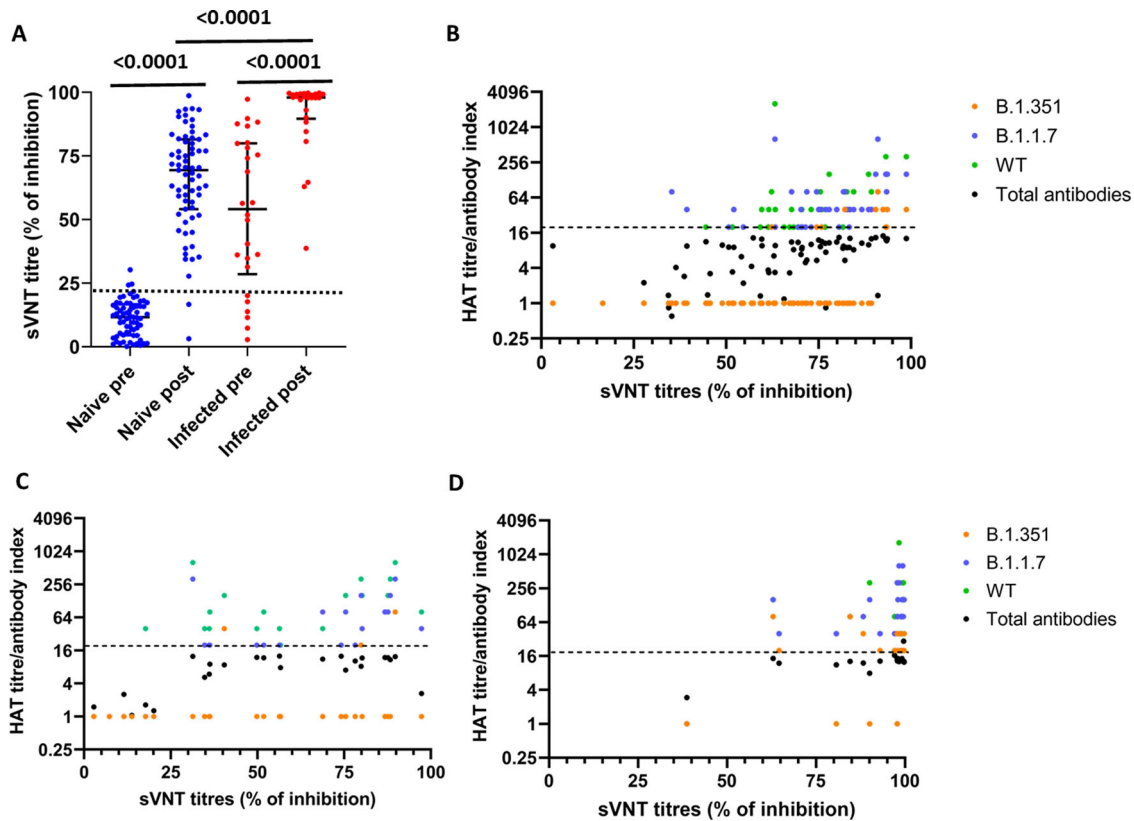 A
<0.0001
<0.0001
<0.0001
sVNT titre (% of inhibition)
100
75
50
25
0
Naive pre
Naive post
Infected pre
Infected post
B
HAT titre/antibody index
4096
1024
256
64
16
4
1
0.25
0
25
50
75
100
sVNT titres (% of inhibition)
B.1.351
B.1.1.7
WT
Total antibodies
C
HAT titre/antibody index
4096
1024
256
64
16
4
1
0.25
0
25
50
75
100
sVNT titres (% of inhibition)
D
HAT titre/antibody index
4096
1024
256
64
16
4
1
0.25
0
25
50
75
100
sVNT titres (% of inhibition)
B.1.351
B.1.1.7
WT
Total antibodies